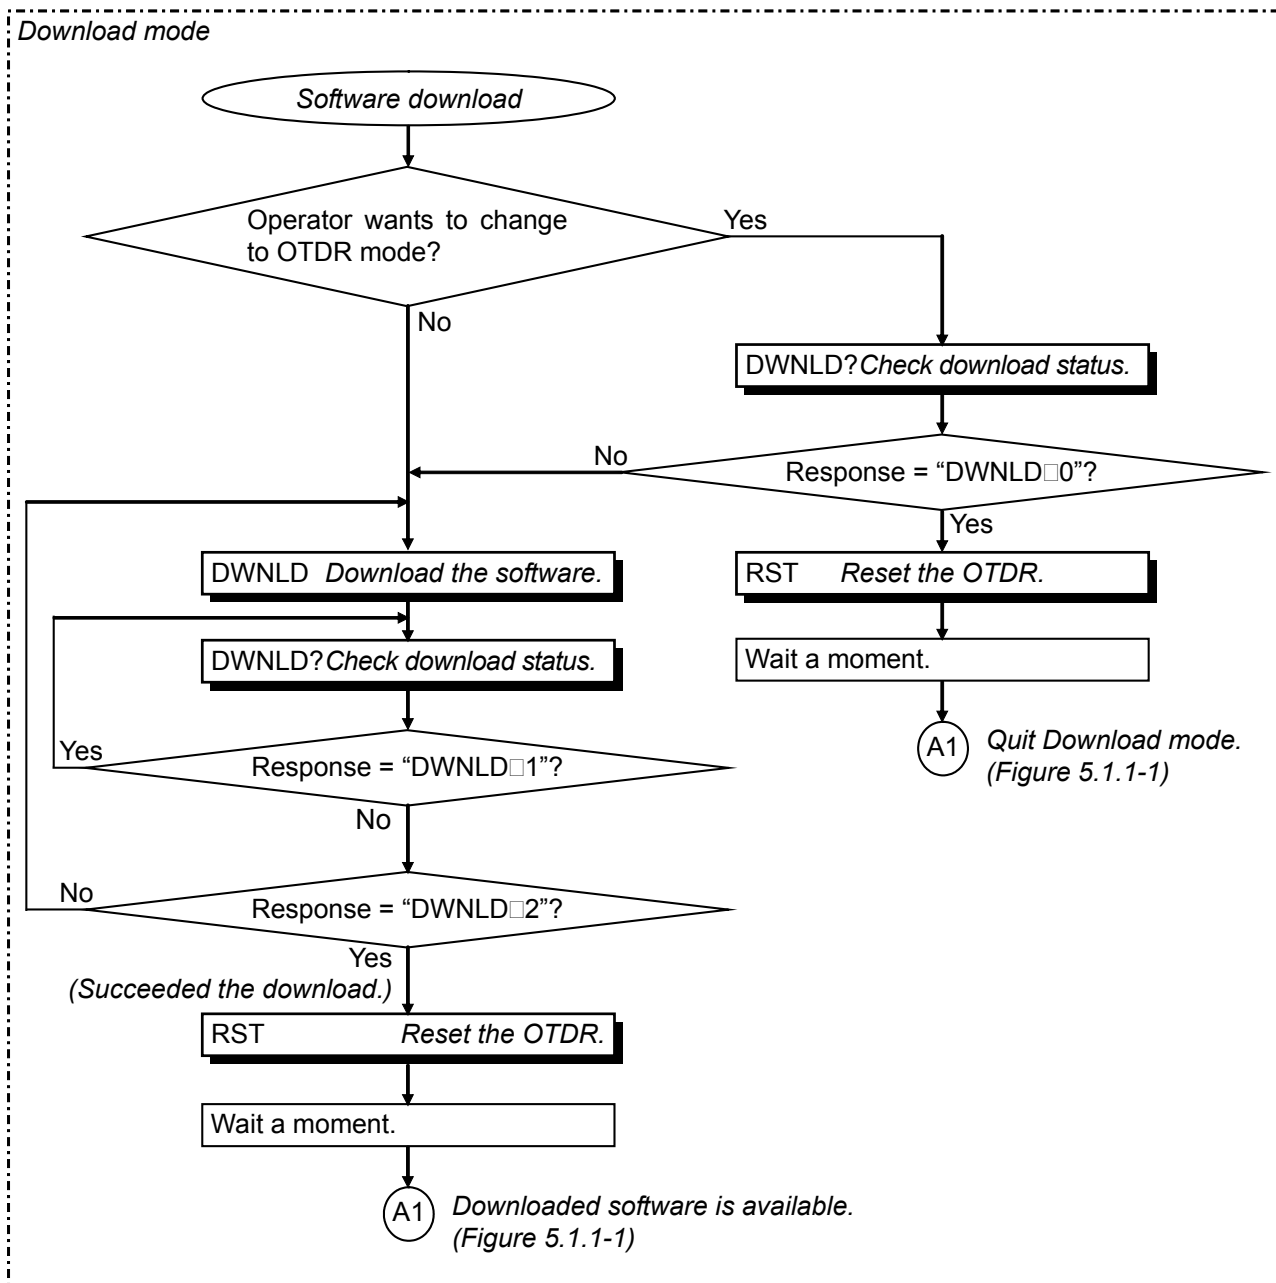 Download mode
Software download
Operator wants to change
to OTDR mode?
Yes
No
DWNLD? Check download status.
No
Response = “DWNLD□0”?
Yes
DWNLD Download the software.
RST Reset the OTDR.
DWNLD? Check download status.
Wait a moment.
A1
Quit Download mode.
(Figure 5.1.1-1)
Yes
Response = “DWNLD□1”?
No
No
Response = “DWNLD□2”?
Yes
(Succeeded the download.)
RST Reset the OTDR.
Wait a moment.
A1
Downloaded software is available.
(Figure 5.1.1-1)